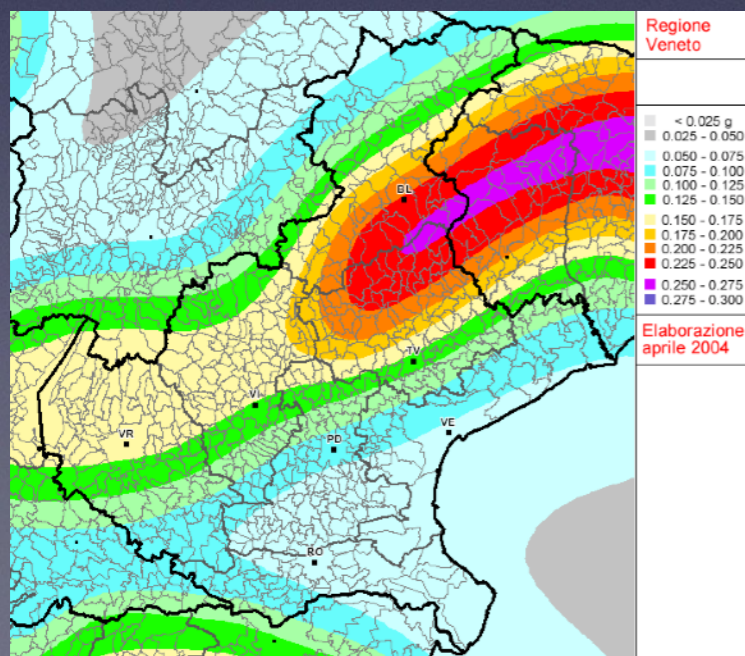 Regione
Veneto
< 0.025 g
0.025 - 0.050
0.050 - 0.075
0.075 - 0.100
0.100 - 0.125
0.125 - 0.150
0.150 - 0.175
0.175 - 0.200
0.200 - 0.225
0.225 - 0.250
0.250 - 0.275
0.275 - 0.300
Elaborazione
aprile 2004
BL
TV
VI
VE
VR
PD
RO